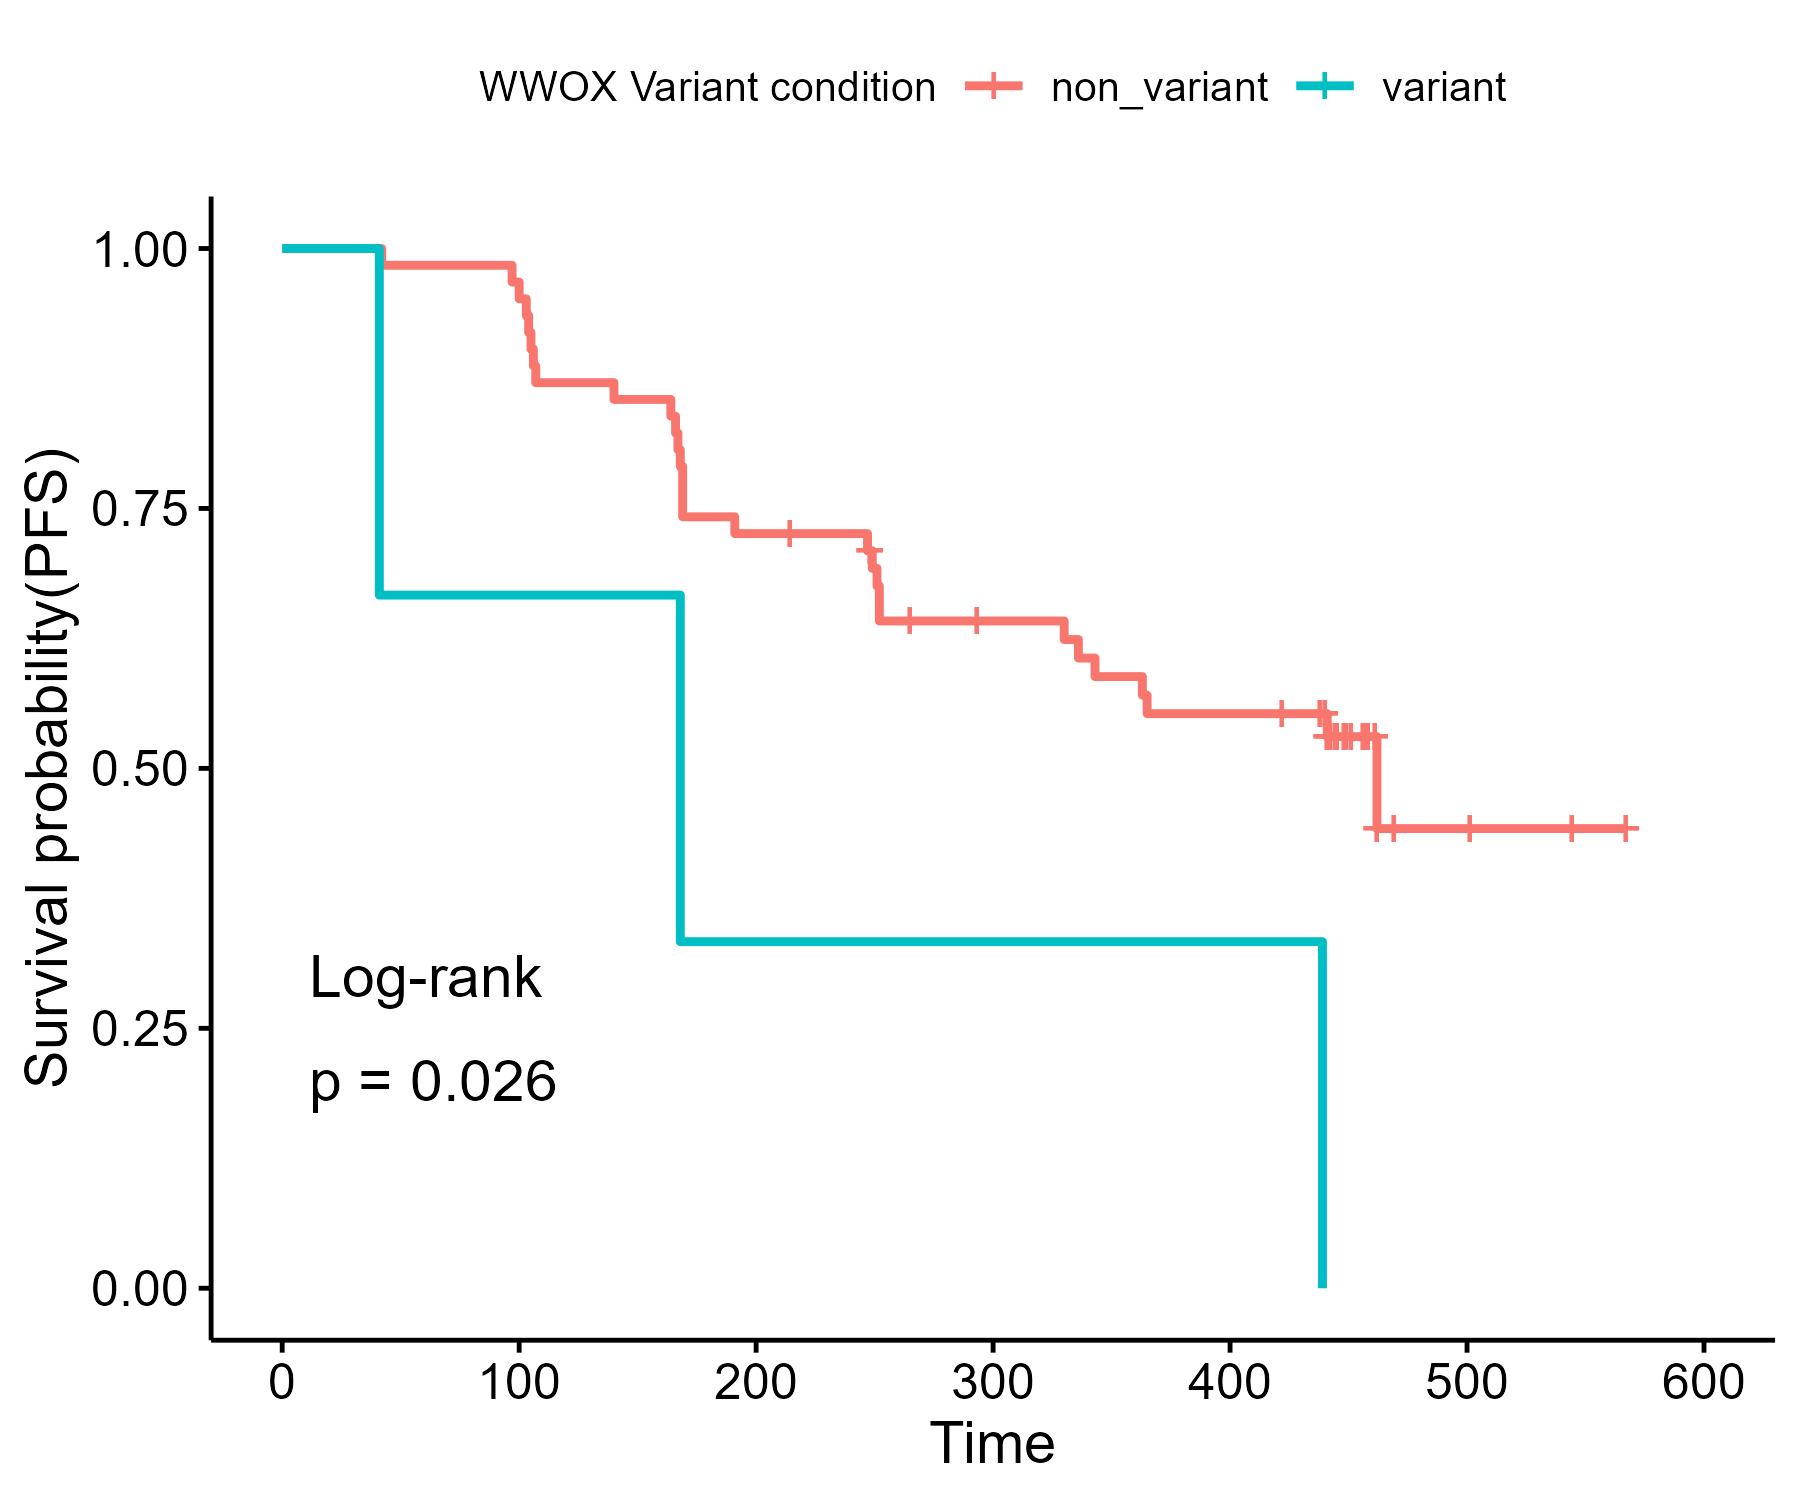 WWOX Variant condition non_variant variant
Survival probability(PFS)
1.00
0.75
0.50
0.25
0.00
Log-rank
p = 0.026
0 100 200 300 400 500 600
Time